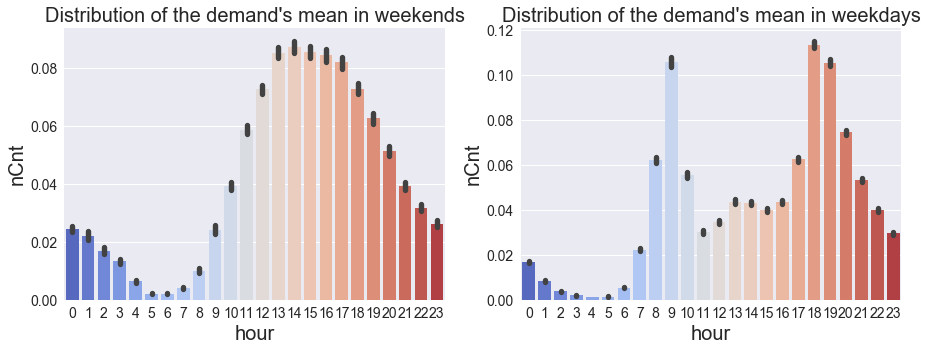 Distribution of the demand's mean in weekends
nCnt
0.08
0.06
0.04
0.02
0.00
0 1 2 3 4 5 6 7 8 9 10 11 12 13 14 15 16 17 18 19 20 21 22 23
hour
Distribution of the demand's mean in weekdays
nCnt
0.12
0.10
0.08
0.06
0.04
0.02
0.00
0 1 2 3 4 5 6 7 8 9 10 11 12 13 14 15 16 17 18 19 20 21 22 23
hour